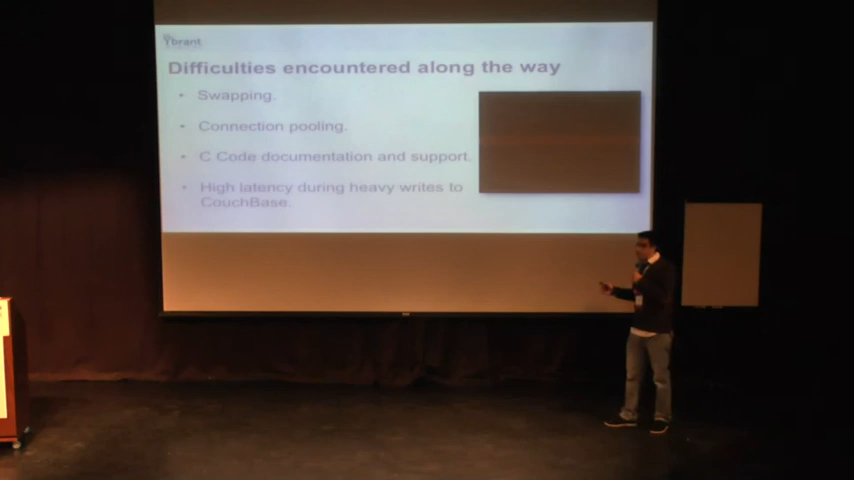 Ybrant
Difficulties encountered along the way
• Swapping.
• Connection pooling.
• C Code documentation and support.
• High latency during heavy writes to
CouchBase.